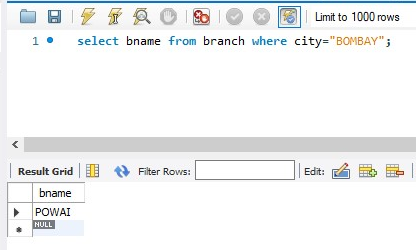 Limit to 1000 rows
1 select bname from branch where city="BOMBAY";
Result Grid Filter Rows: Edit:
bname
POWAI
NULL